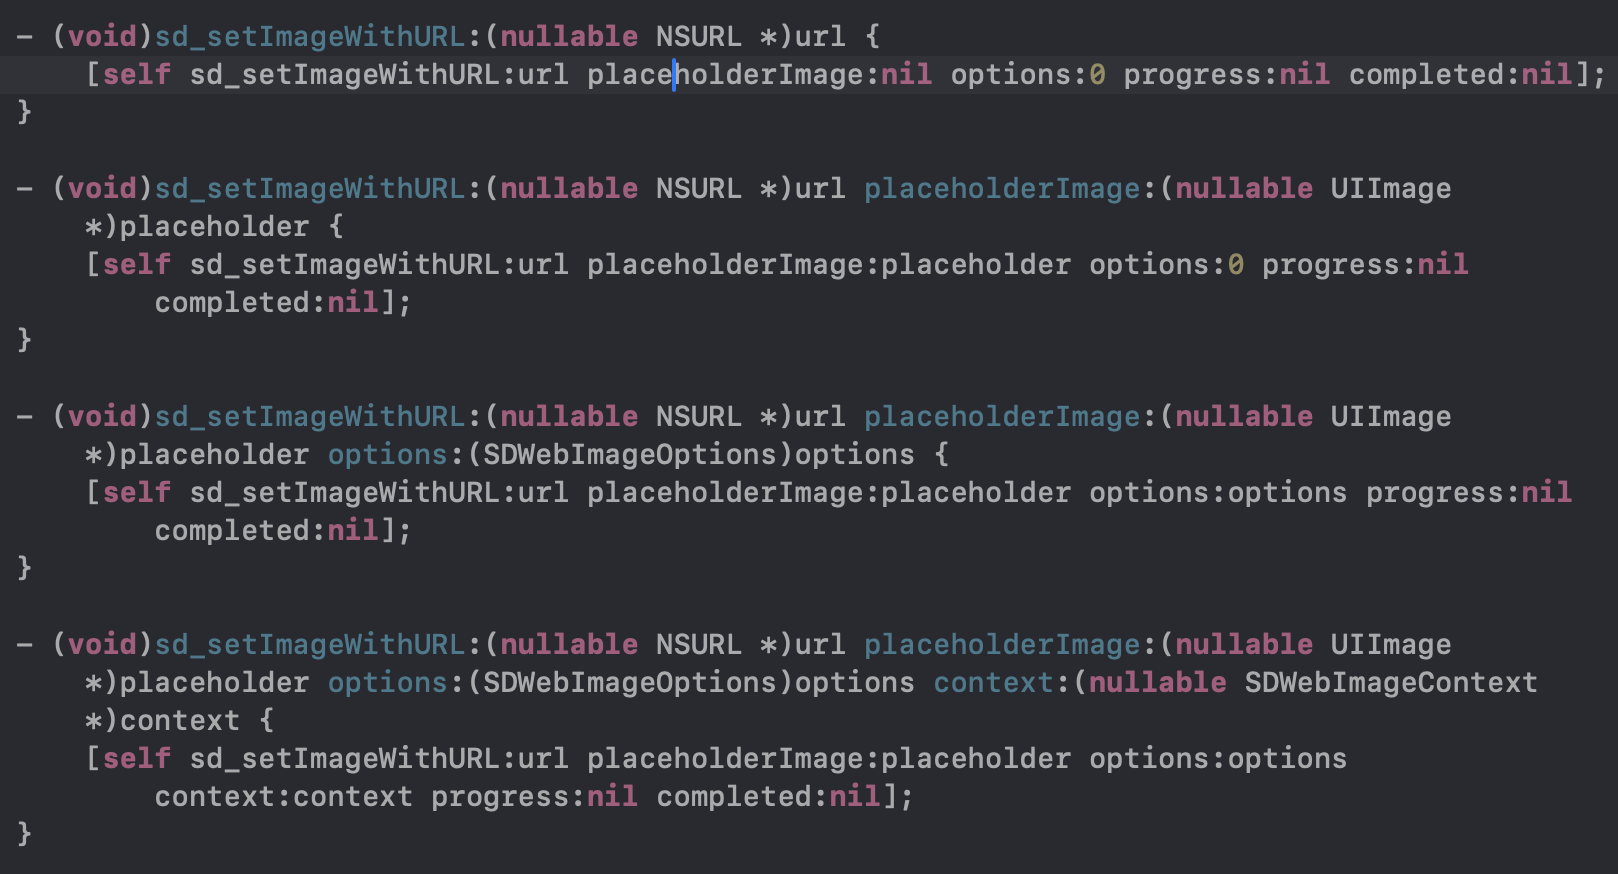 - (void)sd_setImageWithURL:(nullable NSURL *)url {
[self sd_setImageWithURL:url placeholderImage:nil options:0 progress:nil completed:nil];
}
- (void)sd_setImageWithURL:(nullable NSURL *)url placeholderImage:(nullable UIImage
*)placeholder {
[self sd_setImageWithURL:url placeholderImage:placeholder options:0 progress:nil
completed:nil];
}
- (void)sd_setImageWithURL:(nullable NSURL *)url placeholderImage:(nullable UIImage
*)placeholder options:(SDWebImageOptions)options {
[self sd_setImageWithURL:url placeholderImage:placeholder options:options progress:nil
completed:nil];
}
- (void)sd_setImageWithURL:(nullable NSURL *)url placeholderImage:(nullable UIImage
*)placeholder options:(SDWebImageOptions)options context:(nullable SDWebImageContext
*)context {
[self sd_setImageWithURL:url placeholderImage:placeholder options:options
context:context progress:nil completed:nil];
}